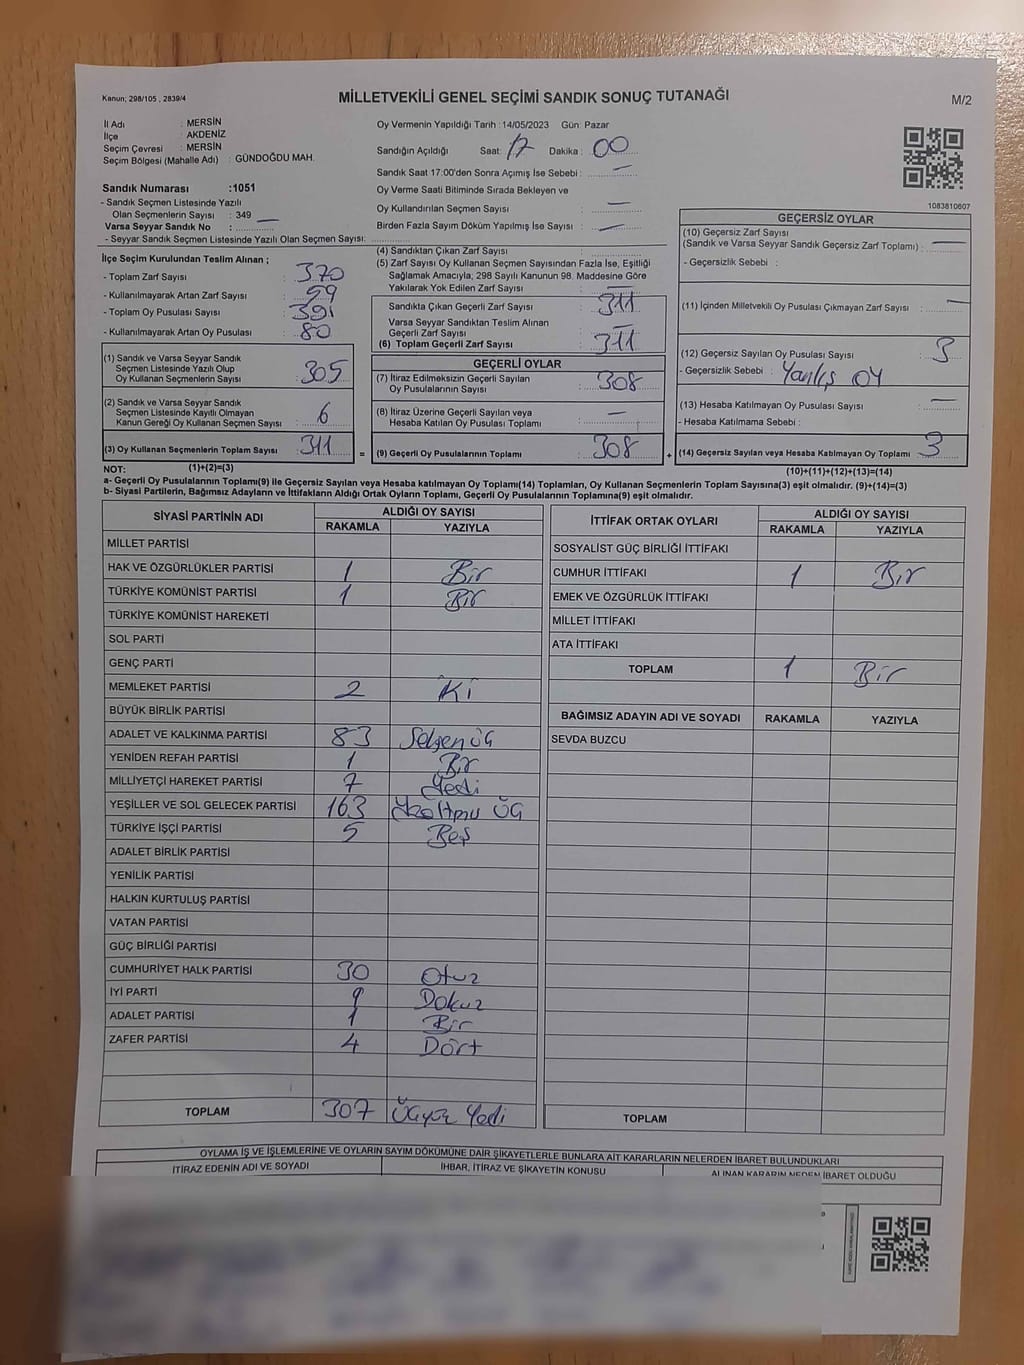 Kanun; 298/105 , 2839/4
MİLLETVEKİLİ GENEL SEÇİMİ SANDIK SONUÇ TUTANAĞI
M/2
İl Adı : MERSİN
İlçe : AKDENİZ
Seçim Çevresi : MERSİN
Seçim Bölgesi (Mahalle Adı) : GÜNDOĞDU MAH.
Sandık Numarası :1051
- Sandık Seçmen Listesinde Yazılı
Olan Seçmenlerin Sayısı : 349
Varsa Seyyar Sandık No : —
- Seyyar Sandık Seçmen Listesinde Yazılı Olan Seçmen Sayısı:
Oy Vermenin Yapıldığı Tarih :14/05/2023 Gün: Pazar
Sandığın Açıldığı Saat: 17 Dakika : 00
Sandık Saat 17:00'den Sonra Açımış İse Sebebi : —
Oy Verme Saati Bitiminde Sırada Bekleyen ve
Oy Kullandırılan Seçmen Sayısı : —
Birden Fazla Sayım Döküm Yapılmış İse Sayısı : —
1083810607
İlçe Seçim Kurulundan Teslim Alınan ;
- Toplam Zarf Sayısı : 370
- Kullanılmayarak Artan Zarf Sayısı : 59
- Toplam Oy Pusulası Sayısı : 391
- Kullanılmayarak Artan Oy Pusulası : 80
(1) Sandık ve Varsa Seyyar Sandık
Seçmen Listesinde Yazılı Olup
Oy Kullanan Seçmenlerin Sayısı : 305
(2) Sandık ve Varsa Seyyar Sandık
Seçmen Listesinde Kayıtlı Olmayan
Kanun Gereği Oy Kullanan Seçmen Sayısı : 6
(3) Oy Kullanan Seçmenlerin Toplam Sayısı : 311
(4) Sandıktan Çıkan Zarf Sayısı
(5) Zarf Sayısı Oy Kullanan Seçmen Sayısından Fazla İse, Eşitliği
Sağlamak Amacıyla; 298 Sayılı Kanunun 98. Maddesine Göre
Yakılarak Yok Edilen Zarf Sayısı : —
Sandıkta Çıkan Geçerli Zarf Sayısı : 311
Varsa Seyyar Sandıktan Teslim Alınan
Geçerli Zarf Sayısı : —
(6) Toplam Geçerli Zarf Sayısı : 311
GEÇERLİ OYLAR
(7) İtiraz Edilmeksizin Geçerli Sayılan
Oy Pusulalarının Sayısı : 308
(8) İtiraz Üzerine Geçerli Sayılan veya
Hesaba Katılan Oy Pusulası Toplamı : —
= (9) Geçerli Oy Pusulalarının Toplamı : 308
GEÇERSİZ OYLAR
(10) Geçersiz Zarf Sayısı
(Sandık ve Varsa Seyyar Sandık Geçersiz Zarf Toplamı) : —
- Geçersizlik Sebebi :
(11) İçinden Milletvekili Oy Pusulası Çıkmayan Zarf Sayısı : —
(12) Geçersiz Sayılan Oy Pusulası Sayısı : 3
- Geçersizlik Sebebi : Yanlış oy
(13) Hesaba Katılmayan Oy Pusulası Sayısı : —
- Hesaba Katılmama Sebebi :
+ (14) Geçersiz Sayılan veya Hesaba Katılmayan Oy Toplamı : 3
NOT: (1)+(2)=(3)
(10)+(11)+(12)+(13)=(14)
a- Geçerli Oy Pusulalarının Toplamı(9) ile Geçersiz Sayılan veya Hesaba katılmayan Oy Toplamı(14) Toplamları, Oy Kullanan Seçmenlerin Toplam Sayısına(3) eşit olmalıdır. (9)+(14)=(3)
b- Siyasi Partilerin, Bağımsız Adayların ve İttifakların Aldığı Ortak Oyların Toplamı, Geçerli Oy Pusulalarının Toplamına(9) eşit olmalıdır.
SİYASİ PARTİNİN ADI ALDIĞI OY SAYISI
RAKAMLA YAZIYLA
MİLLET PARTİSİ
HAK VE ÖZGÜRLÜKLER PARTİSİ 1 Bir
TÜRKİYE KOMÜNİST PARTİSİ 1 Bir
TÜRKİYE KOMÜNİST HAREKETİ
SOL PARTİ
GENÇ PARTİ
MEMLEKET PARTİSİ 2 İki
BÜYÜK BİRLİK PARTİSİ
ADALET VE KALKINMA PARTİSİ 83 Seksen üç
YENİDEN REFAH PARTİSİ 1 Bir
MİLLİYETÇİ HAREKET PARTİSİ 7 Yedi
YEŞİLLER VE SOL GELECEK PARTİSİ 163 Yüzaltmış üç
TÜRKİYE İŞÇİ PARTİSİ 5 Beş
ADALET BİRLİK PARTİSİ
YENİLİK PARTİSİ
HALKIN KURTULUŞ PARTİSİ
VATAN PARTİSİ
GÜÇ BİRLİĞİ PARTİSİ
CUMHURİYET HALK PARTİSİ 30 Otuz
İYİ PARTİ 9 Dokuz
ADALET PARTİSİ 1 Bir
ZAFER PARTİSİ 4 Dört
TOPLAM 307 Üçyüz Yedi
İTTİFAK ORTAK OYLARI ALDIĞI OY SAYISI
RAKAMLA YAZIYLA
SOSYALİST GÜÇ BİRLİĞİ İTTİFAKI
CUMHUR İTTİFAKI 1 Bir
EMEK VE ÖZGÜRLÜK İTTİFAKI
MİLLET İTTİFAKI
ATA İTTİFAKI
TOPLAM 1 Bir
BAĞIMSIZ ADAYIN ADI VE SOYADI RAKAMLA YAZIYLA
SEVDA BUZCU
TOPLAM
OYLAMA İŞ VE İŞLEMLERİNE VE OYLARIN SAYIM DÖKÜMÜNE DAİR ŞİKAYETLERLE BUNLARA AİT KARARLARIN NELERDEN İBARET BULUNDUKLARI
İTİRAZ EDENİN ADI VE SOYADI İHBAR, İTİRAZ VE ŞİKAYETİN KONUSU ALINAN KARARIN NEDEN İBARET OLDUĞU